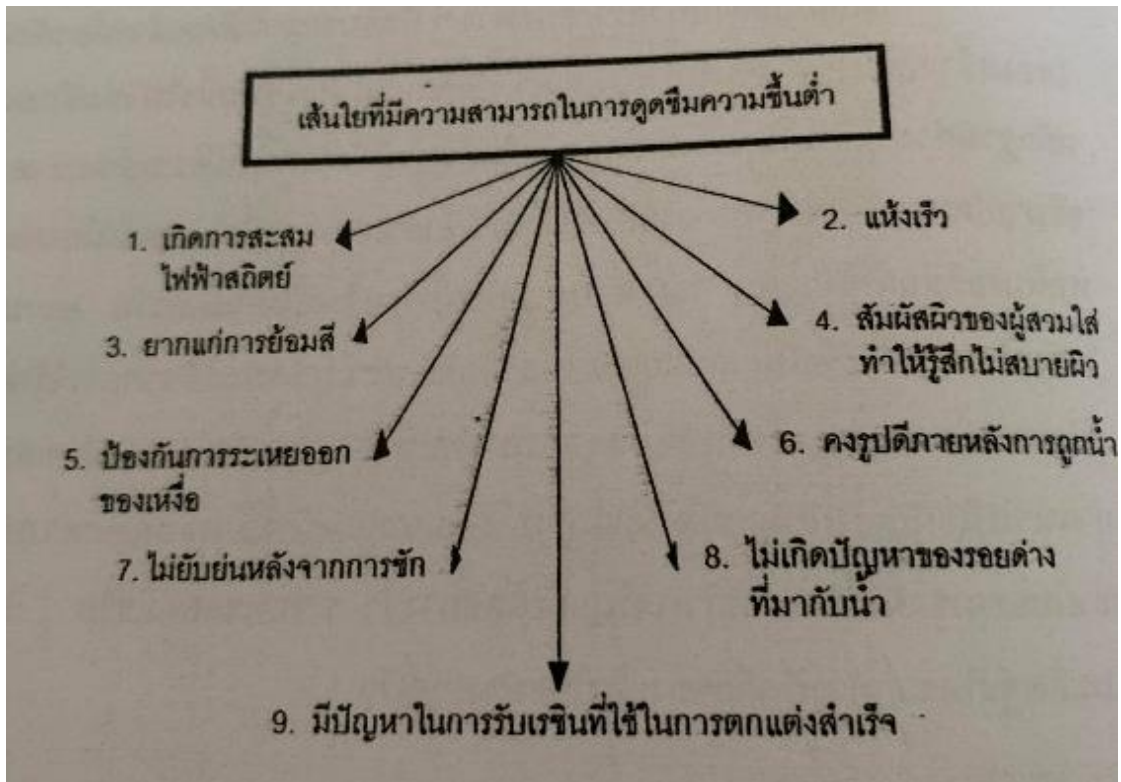 เส้นใยที่มีความสามารถในการดูดซึมความชื้นต่ำ
1. เกิดการสะสม
ไฟฟ้าสถิตย์
2. แห้งเร็ว
3. ยากแก่การย้อมสี
4. สัมผัสผิวของผู้สวมใส่
ทำให้รู้สึกไม่สบายผิว
5. ป้องกันการระเหยออก
ของเหงื่อ
6. คงรูปดีภายหลังการถูกน้ำ
7. ไม่ยับย่นหลังจากการซัก
8. ไม่เกิดปัญหาของรอยด่าง
ที่มากับน้ำ
9. มีปัญหาในการรับเรซินที่ใช้ในการตกแต่งสำเร็จ